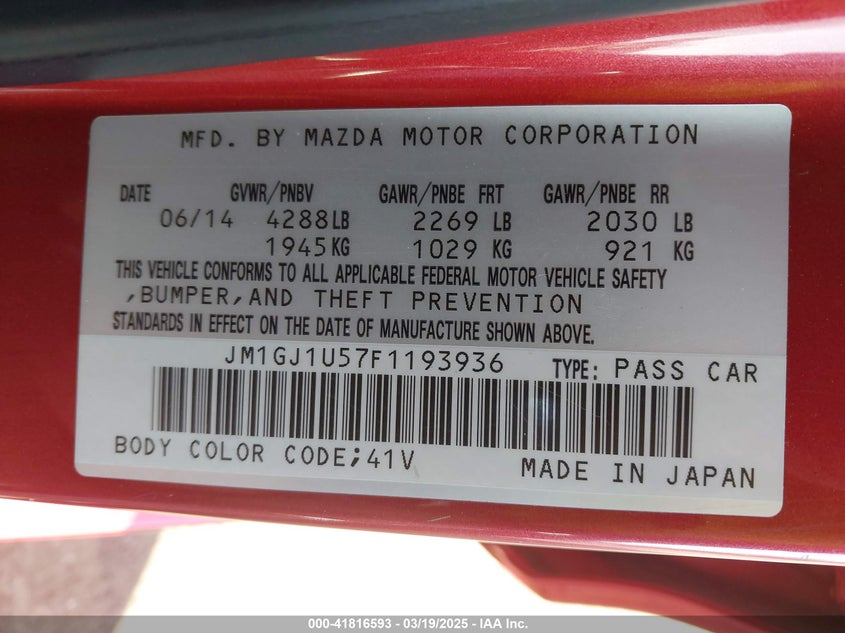 MFD. BY MAZDA MOTOR CORPORATION
DATE GVWR/PNBV GAWR/PNBE FRT GAWR/PNBE RR
06/14 4288LB 2269 LB 2030 LB
1945KG 1029 KG 921 KG
THIS VEHICLE CONFORMS TO ALL APPLICABLE FEDERAL MOTOR VEHICLE SAFETY
,BUMPER,AND THEFT PREVENTION
STANDARDS IN EFFECT ON THE DATE OF MANUFACTURE SHOWN ABOVE.
JM1GJ1U57F1193936 TYPE: PASS CAR
BODY COLOR CODE;41V
MADE IN JAPAN
000-41816593 - 03/19/2025 - IAA Inc.